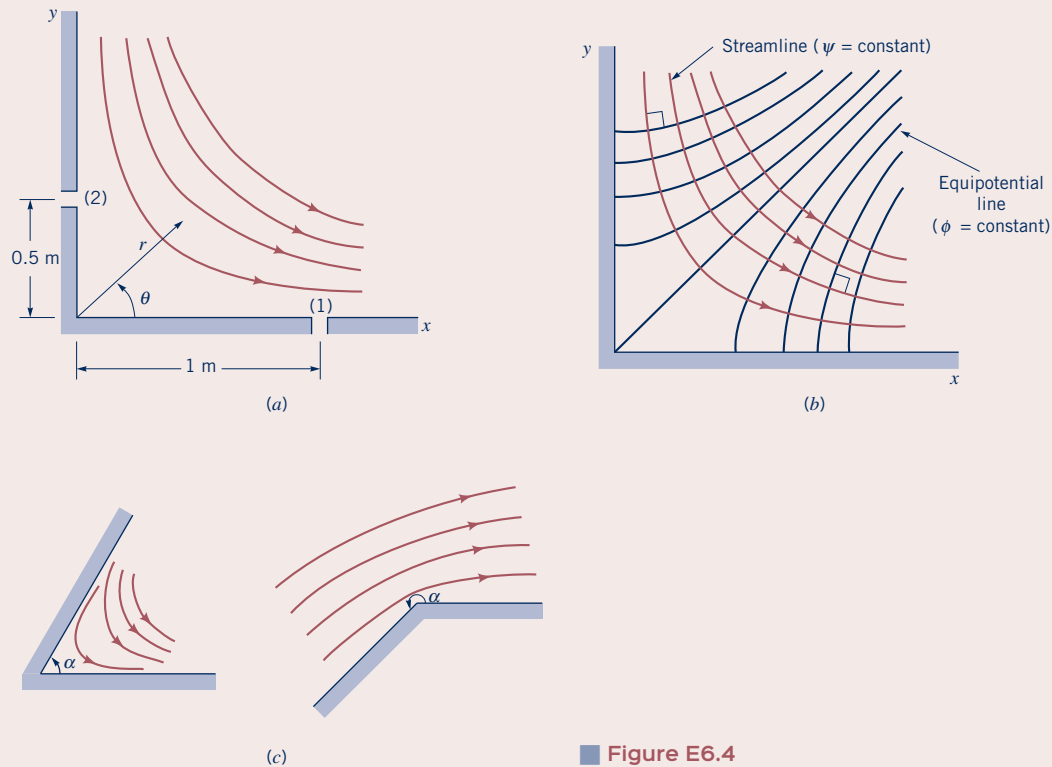 y
(2)
0.5 m
r
θ
(1)
x
1 m
(a)
y
Streamline (ψ = constant)
Equipotential
line
(ϕ = constant)
x
(b)
α
α
(c)
Figure E6.4